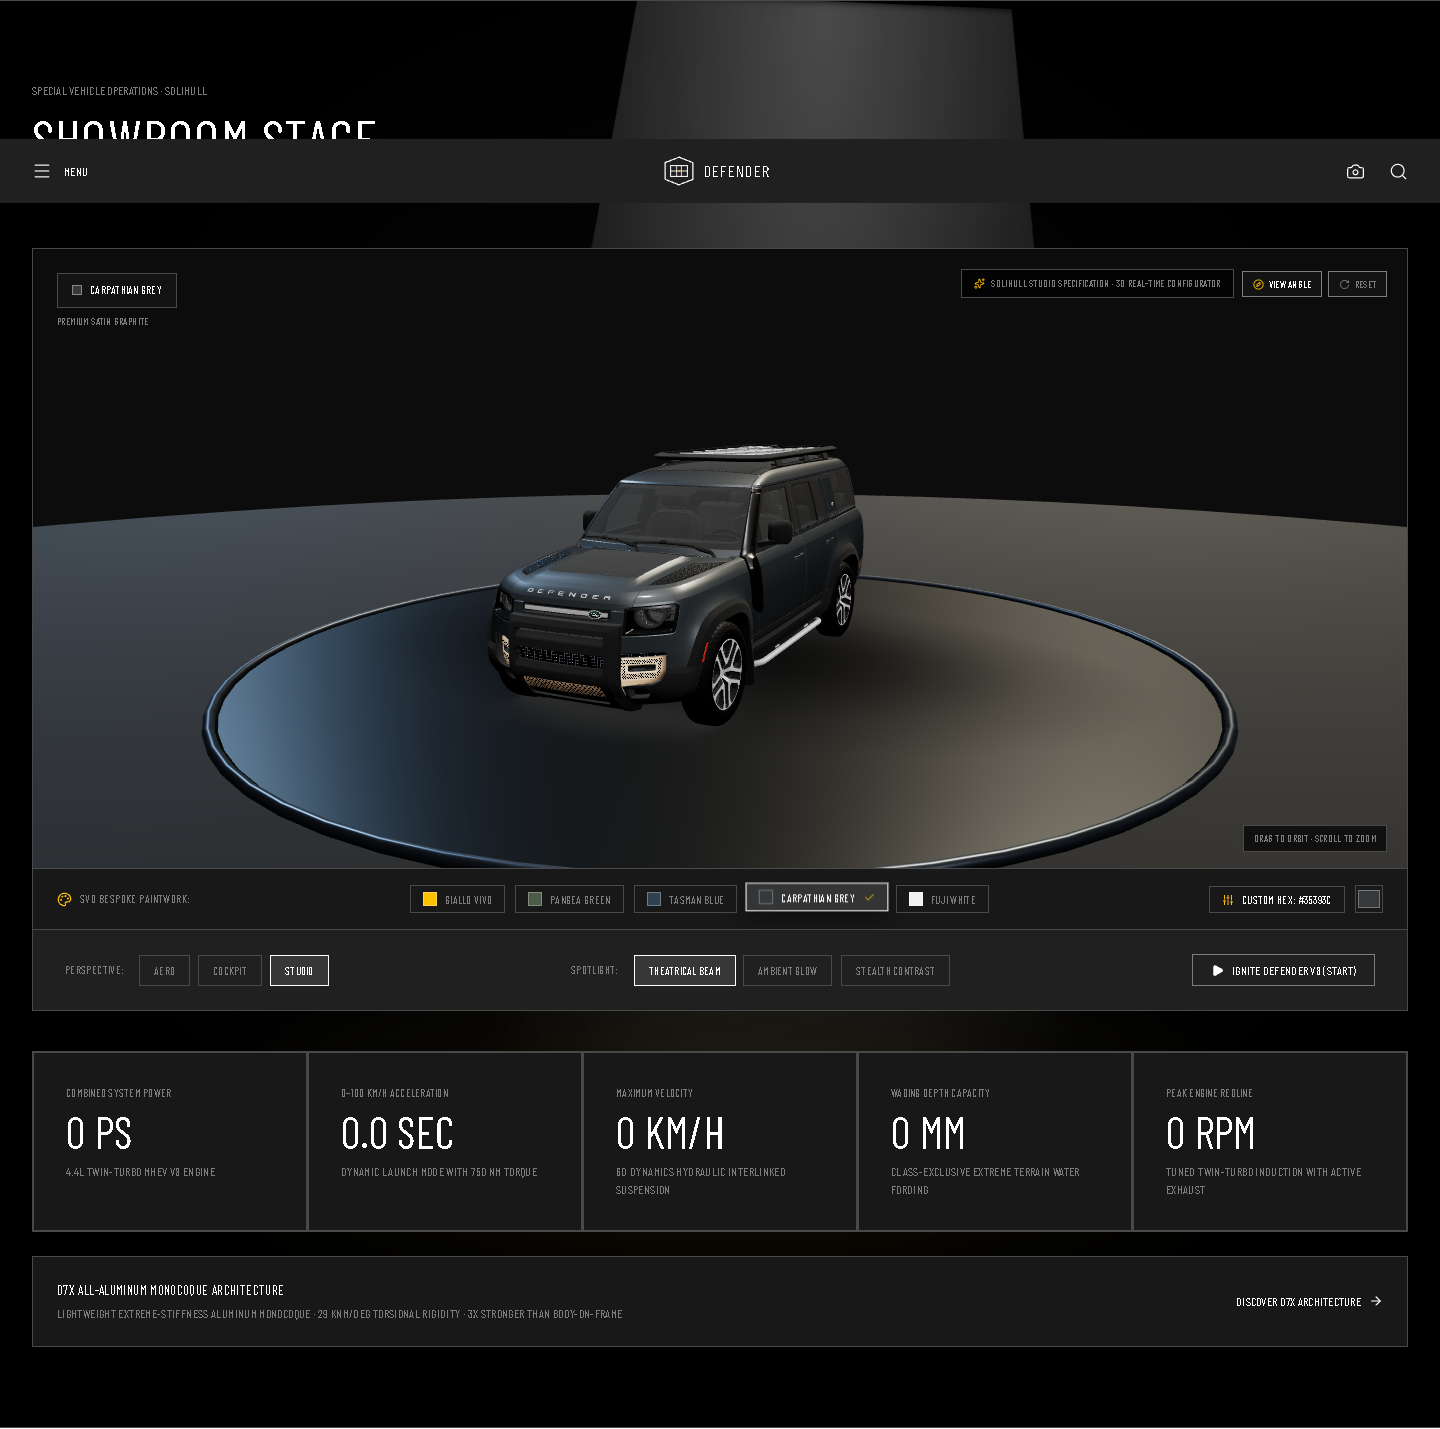 SPECIAL VEHICLE OPERATIONS · SOLIHULL
SHOWROOM STAGE
MENU
DEFENDER
CARPATHIAN GREY
PREMIUM SATIN GRAPHITE
SOLIHULL STUDIO SPECIFICATION · 3D REAL-TIME CONFIGURATOR
VIEW ANGLE
RESET
DEFENDER
DRAG TO ORBIT · SCROLL TO ZOOM
SVO BESPOKE PAINTWORK:
GIALLO VIVO
PANGEA GREEN
TASMAN BLUE
CARPATHIAN GREY
FUJI WHITE
CUSTOM HEX: #35393C
PERSPECTIVE:
AERO
COCKPIT
STUDIO
SPOTLIGHT:
THEATRICAL BEAM
AMBIENT GLOW
STEALTH CONTRAST
IGNITE DEFENDER V8 (START)
COMBINED SYSTEM POWER
0 PS
4.4L TWIN-TURBO MHEV V8 ENGINE
0-100 KM/H ACCELERATION
0.0 SEC
DYNAMIC LAUNCH MODE WITH 750 NM TORQUE
MAXIMUM VELOCITY
0 KM/H
6D DYNAMICS HYDRAULIC INTERLINKED
SUSPENSION
WADING DEPTH CAPACITY
0 MM
CLASS-EXCLUSIVE EXTREME TERRAIN WATER
FORDING
PEAK ENGINE REDLINE
0 RPM
TUNED TWIN-TURBO INDUCTION WITH ACTIVE
EXHAUST
D7X ALL-ALUMINUM MONOCOQUE ARCHITECTURE
LIGHTWEIGHT EXTREME-STIFFNESS ALUMINUM MONOCOQUE · 29 KNM/DEG TORSIONAL RIGIDITY · 3X STRONGER THAN BODY-ON-FRAME
DISCOVER D7X ARCHITECTURE